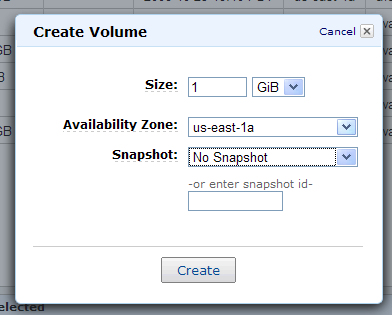 Create Volume
Cancel
Size: 1 GiB
Availability Zone: us-east-1a
Snapshot: No Snapshot
-or enter snapshot id-
Create
elected